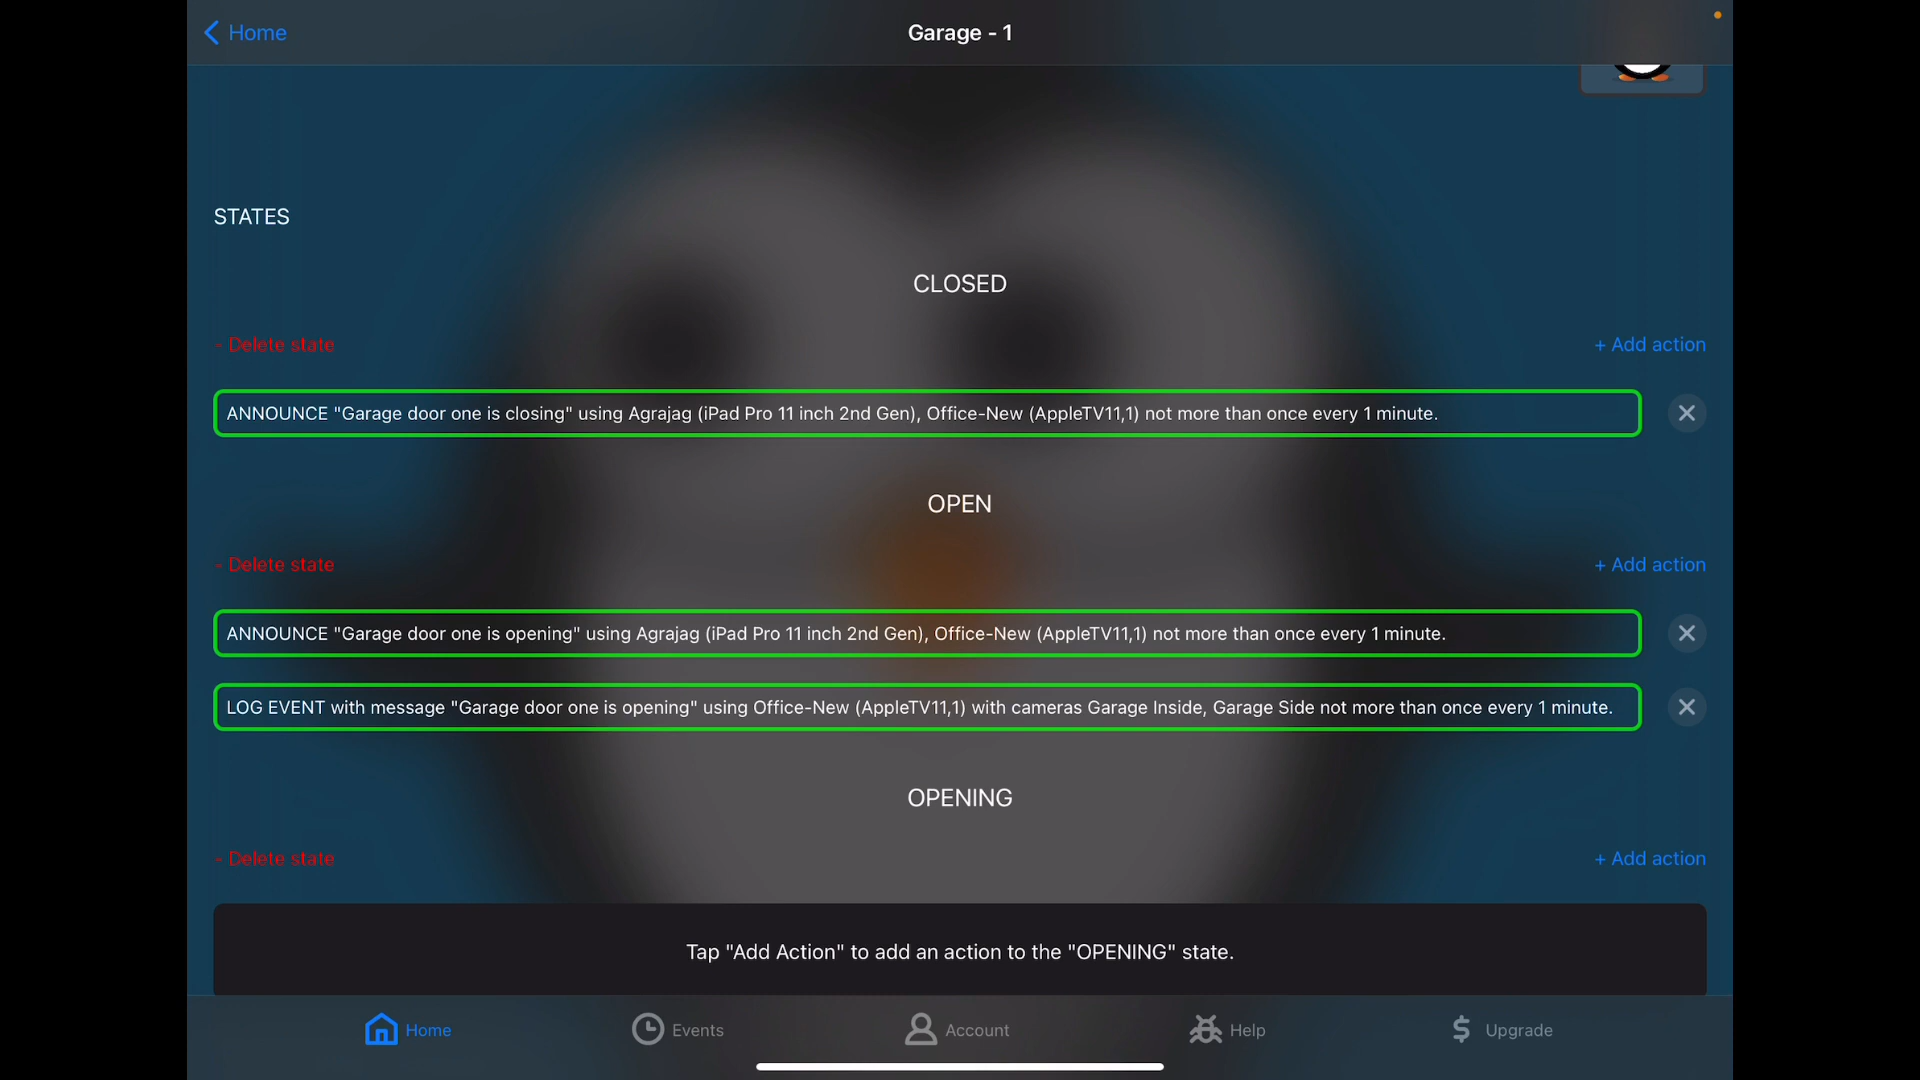 Home
Garage - 1
STATES
CLOSED
- Delete state
+ Add action
ANNOUNCE "Garage door one is closing" using Agrajag (iPad Pro 11 inch 2nd Gen), Office-New (AppleTV11,1) not more than once every 1 minute.
OPEN
- Delete state
+ Add action
ANNOUNCE "Garage door one is opening" using Agrajag (iPad Pro 11 inch 2nd Gen), Office-New (AppleTV11,1) not more than once every 1 minute.
LOG EVENT with message "Garage door one is opening" using Office-New (AppleTV11,1) with cameras Garage Inside, Garage Side not more than once every 1 minute.
OPENING
- Delete state
+ Add action
Tap "Add Action" to add an action to the "OPENING" state.
Home
Events
Account
Help
Upgrade